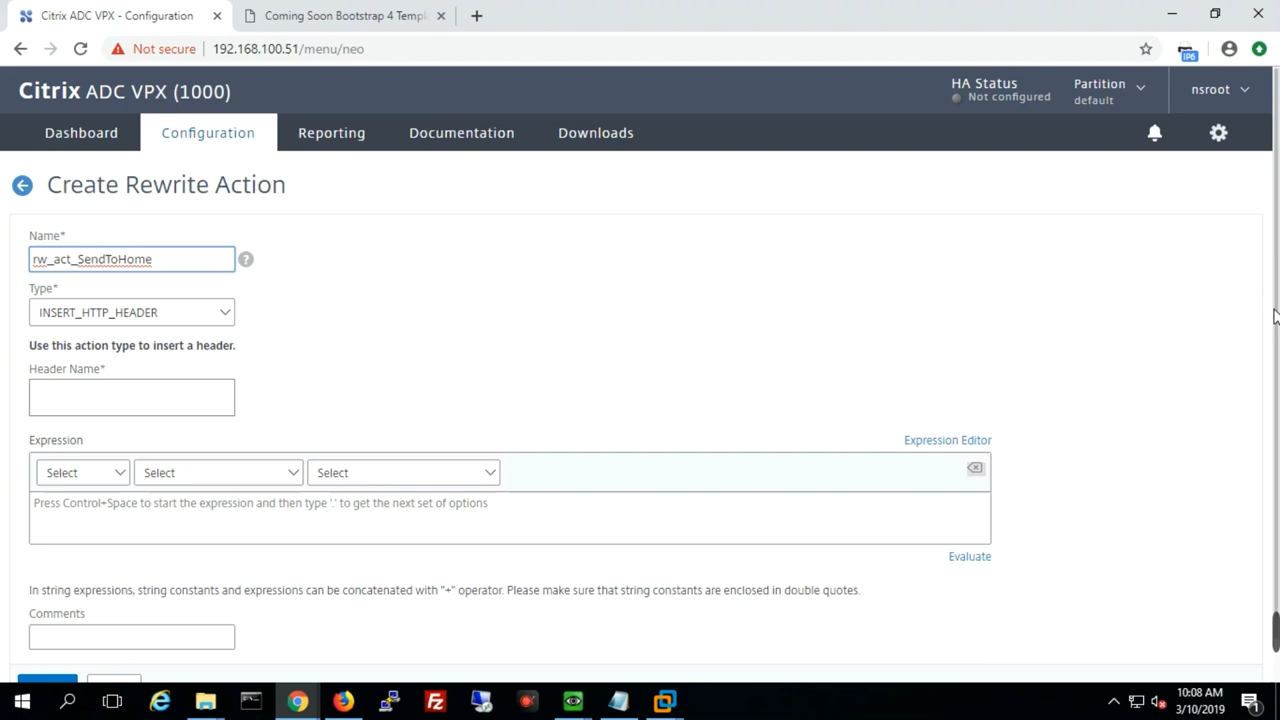 Citrix ADC VPX - Configuration
Coming Soon Bootstrap 4 Templ
Not secure
192.168.100.51/menu/neo
IP6
Citrix ADC VPX (1000)
HA Status
Not configured
Partition
default
nsroot
Dashboard
Configuration
Reporting
Documentation
Downloads
Create Rewrite Action
Name*
rw_act_SendToHome
?
Type*
INSERT_HTTP_HEADER
Use this action type to insert a header.
Header Name*
Expression
Expression Editor
Select
Select
Select
Press Control+Space to start the expression and then type '.' to get the next set of options
Evaluate
In string expressions, string constants and expressions can be concatenated with "+" operator. Please make sure that string constants are enclosed in double quotes.
Comments
10:08 AM
3/10/2019
1